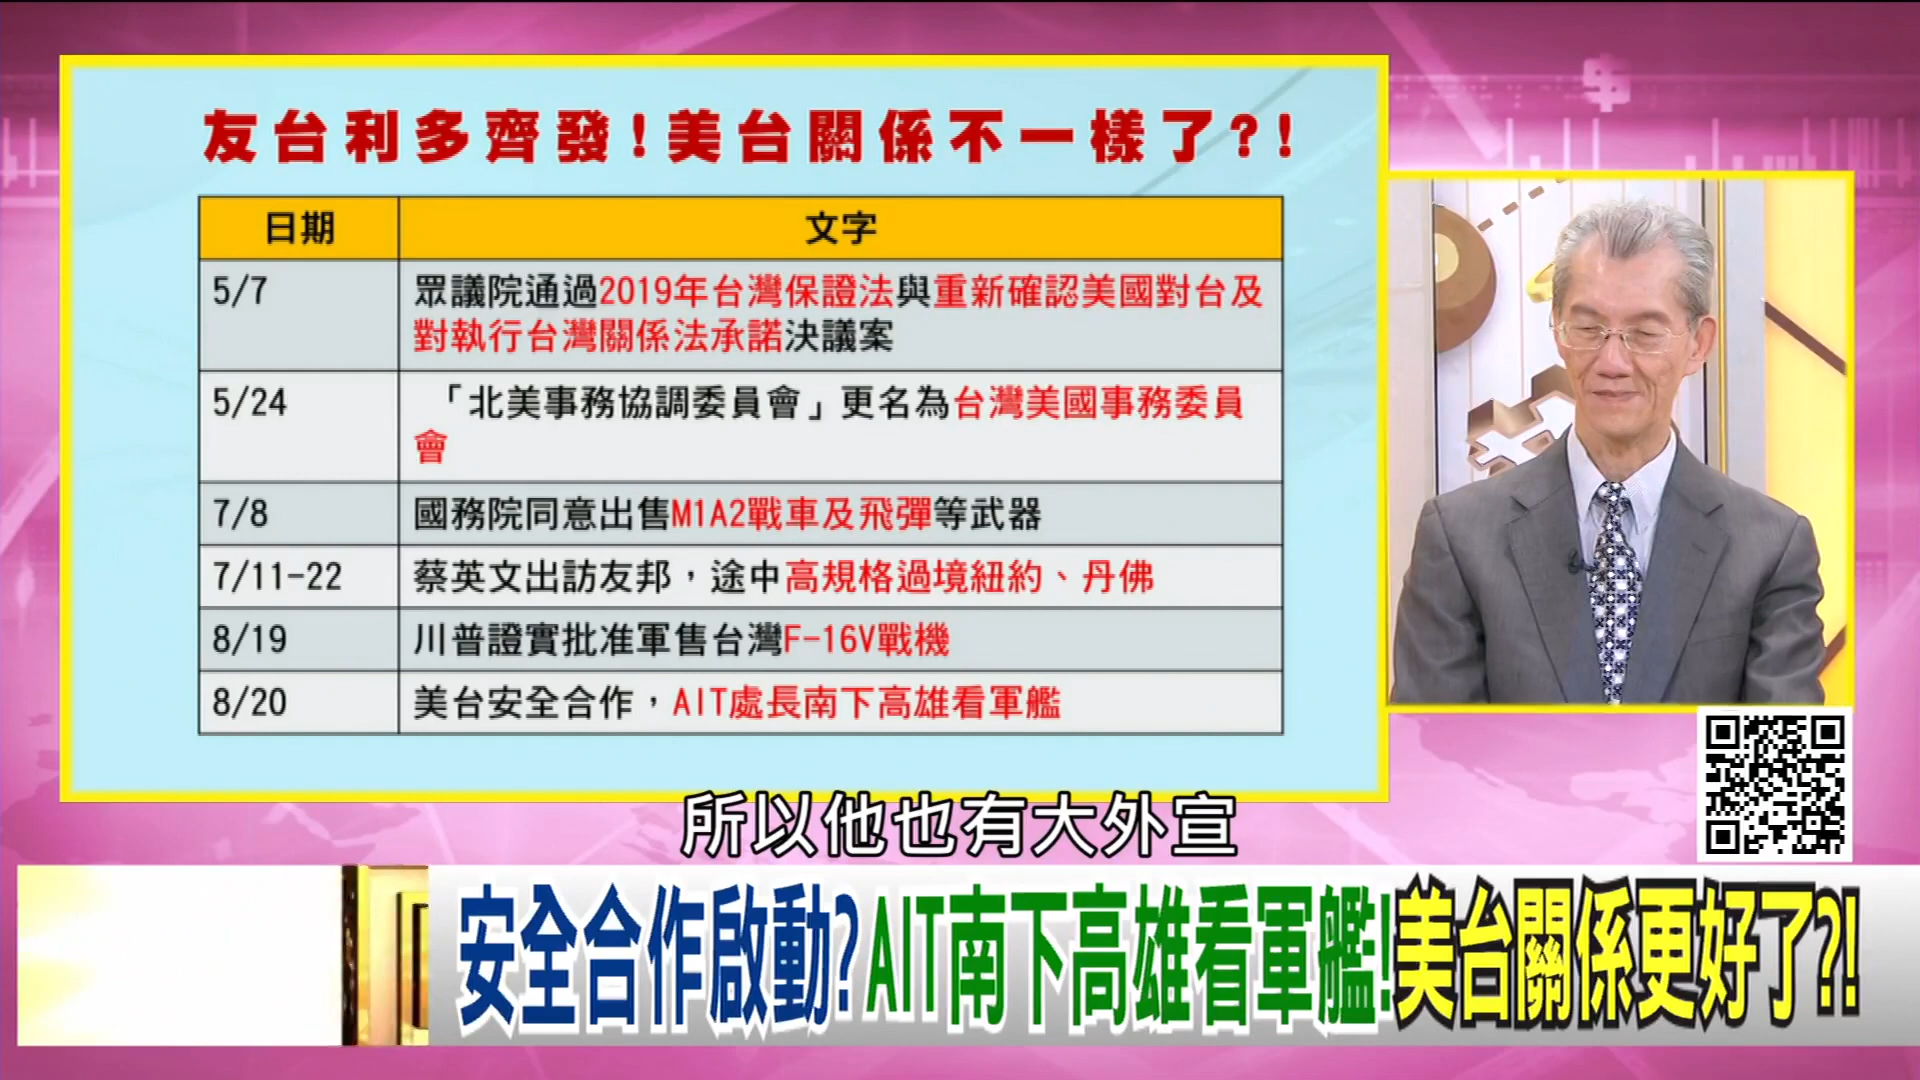 友台利多齊發!美台關係不一樣了?!
日期
文字
5/7
眾議院通過2019年台灣保證法與重新確認美國對台及
對執行台灣關係法承諾決議案
5/24
「北美事務協調委員會」更名為台灣美國事務委員
會
7/8
國務院同意出售M1A2戰車及飛彈等武器
7/11-22
蔡英文出訪友邦，途中高規格過境紐約、丹佛
8/19
川普證實批准軍售台灣F-16V戰機
8/20
美台安全合作，AIT處長南下高雄看軍艦
所以他也有大外宣
安全合作啟動?AIT南下高雄看軍艦!美台關係更好了?!